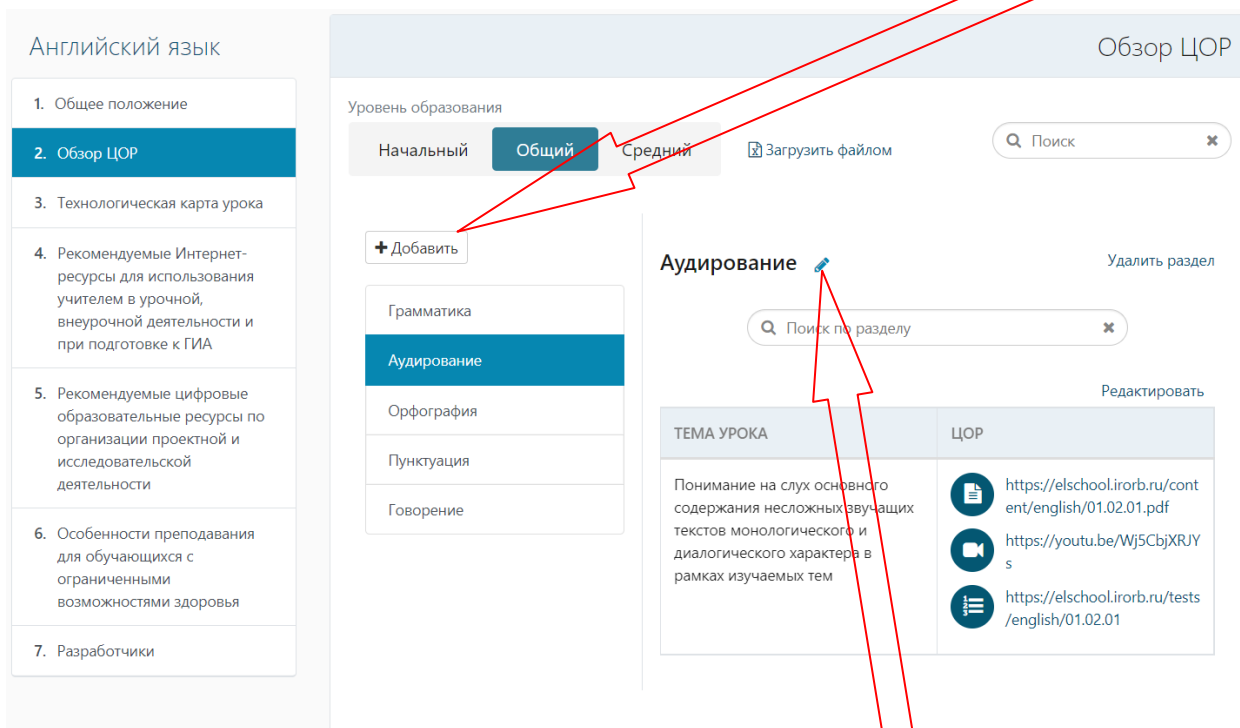 Английский язык
1. Общее положение
2. Обзор ЦОР
3. Технологическая карта урока
4. Рекомендуемые Интернет-
ресурсы для использования
учителем в урочной,
внеурочной деятельности и
при подготовке к ГИА
5. Рекомендуемые цифровые
образовательные ресурсы по
организации проектной и
исследовательской
деятельности
6. Особенности преподавания
для обучающихся с
ограниченными
возможностями здоровья
7. Разработчики
Обзор ЦОР
Уровень образования
Начальный Общий Средний
Загрузить файлом
Поиск
Добавить
Грамматика
Аудирование
Орфография
Пунктуация
Говорение
Аудирование
Удалить раздел
Поиск по разделу
Редактировать
ТЕМА УРОКА ЦОР
Понимание на слух основного
содержания несложных звучащих
текстов монологического и
диалогического характера в
рамках изучаемых тем
https://elschool.irorb.ru/cont
ent/english/01.02.01.pdf
https://youtu.be/Wj5CbjXRJY
s
https://elschool.irorb.ru/tests
/english/01.02.01